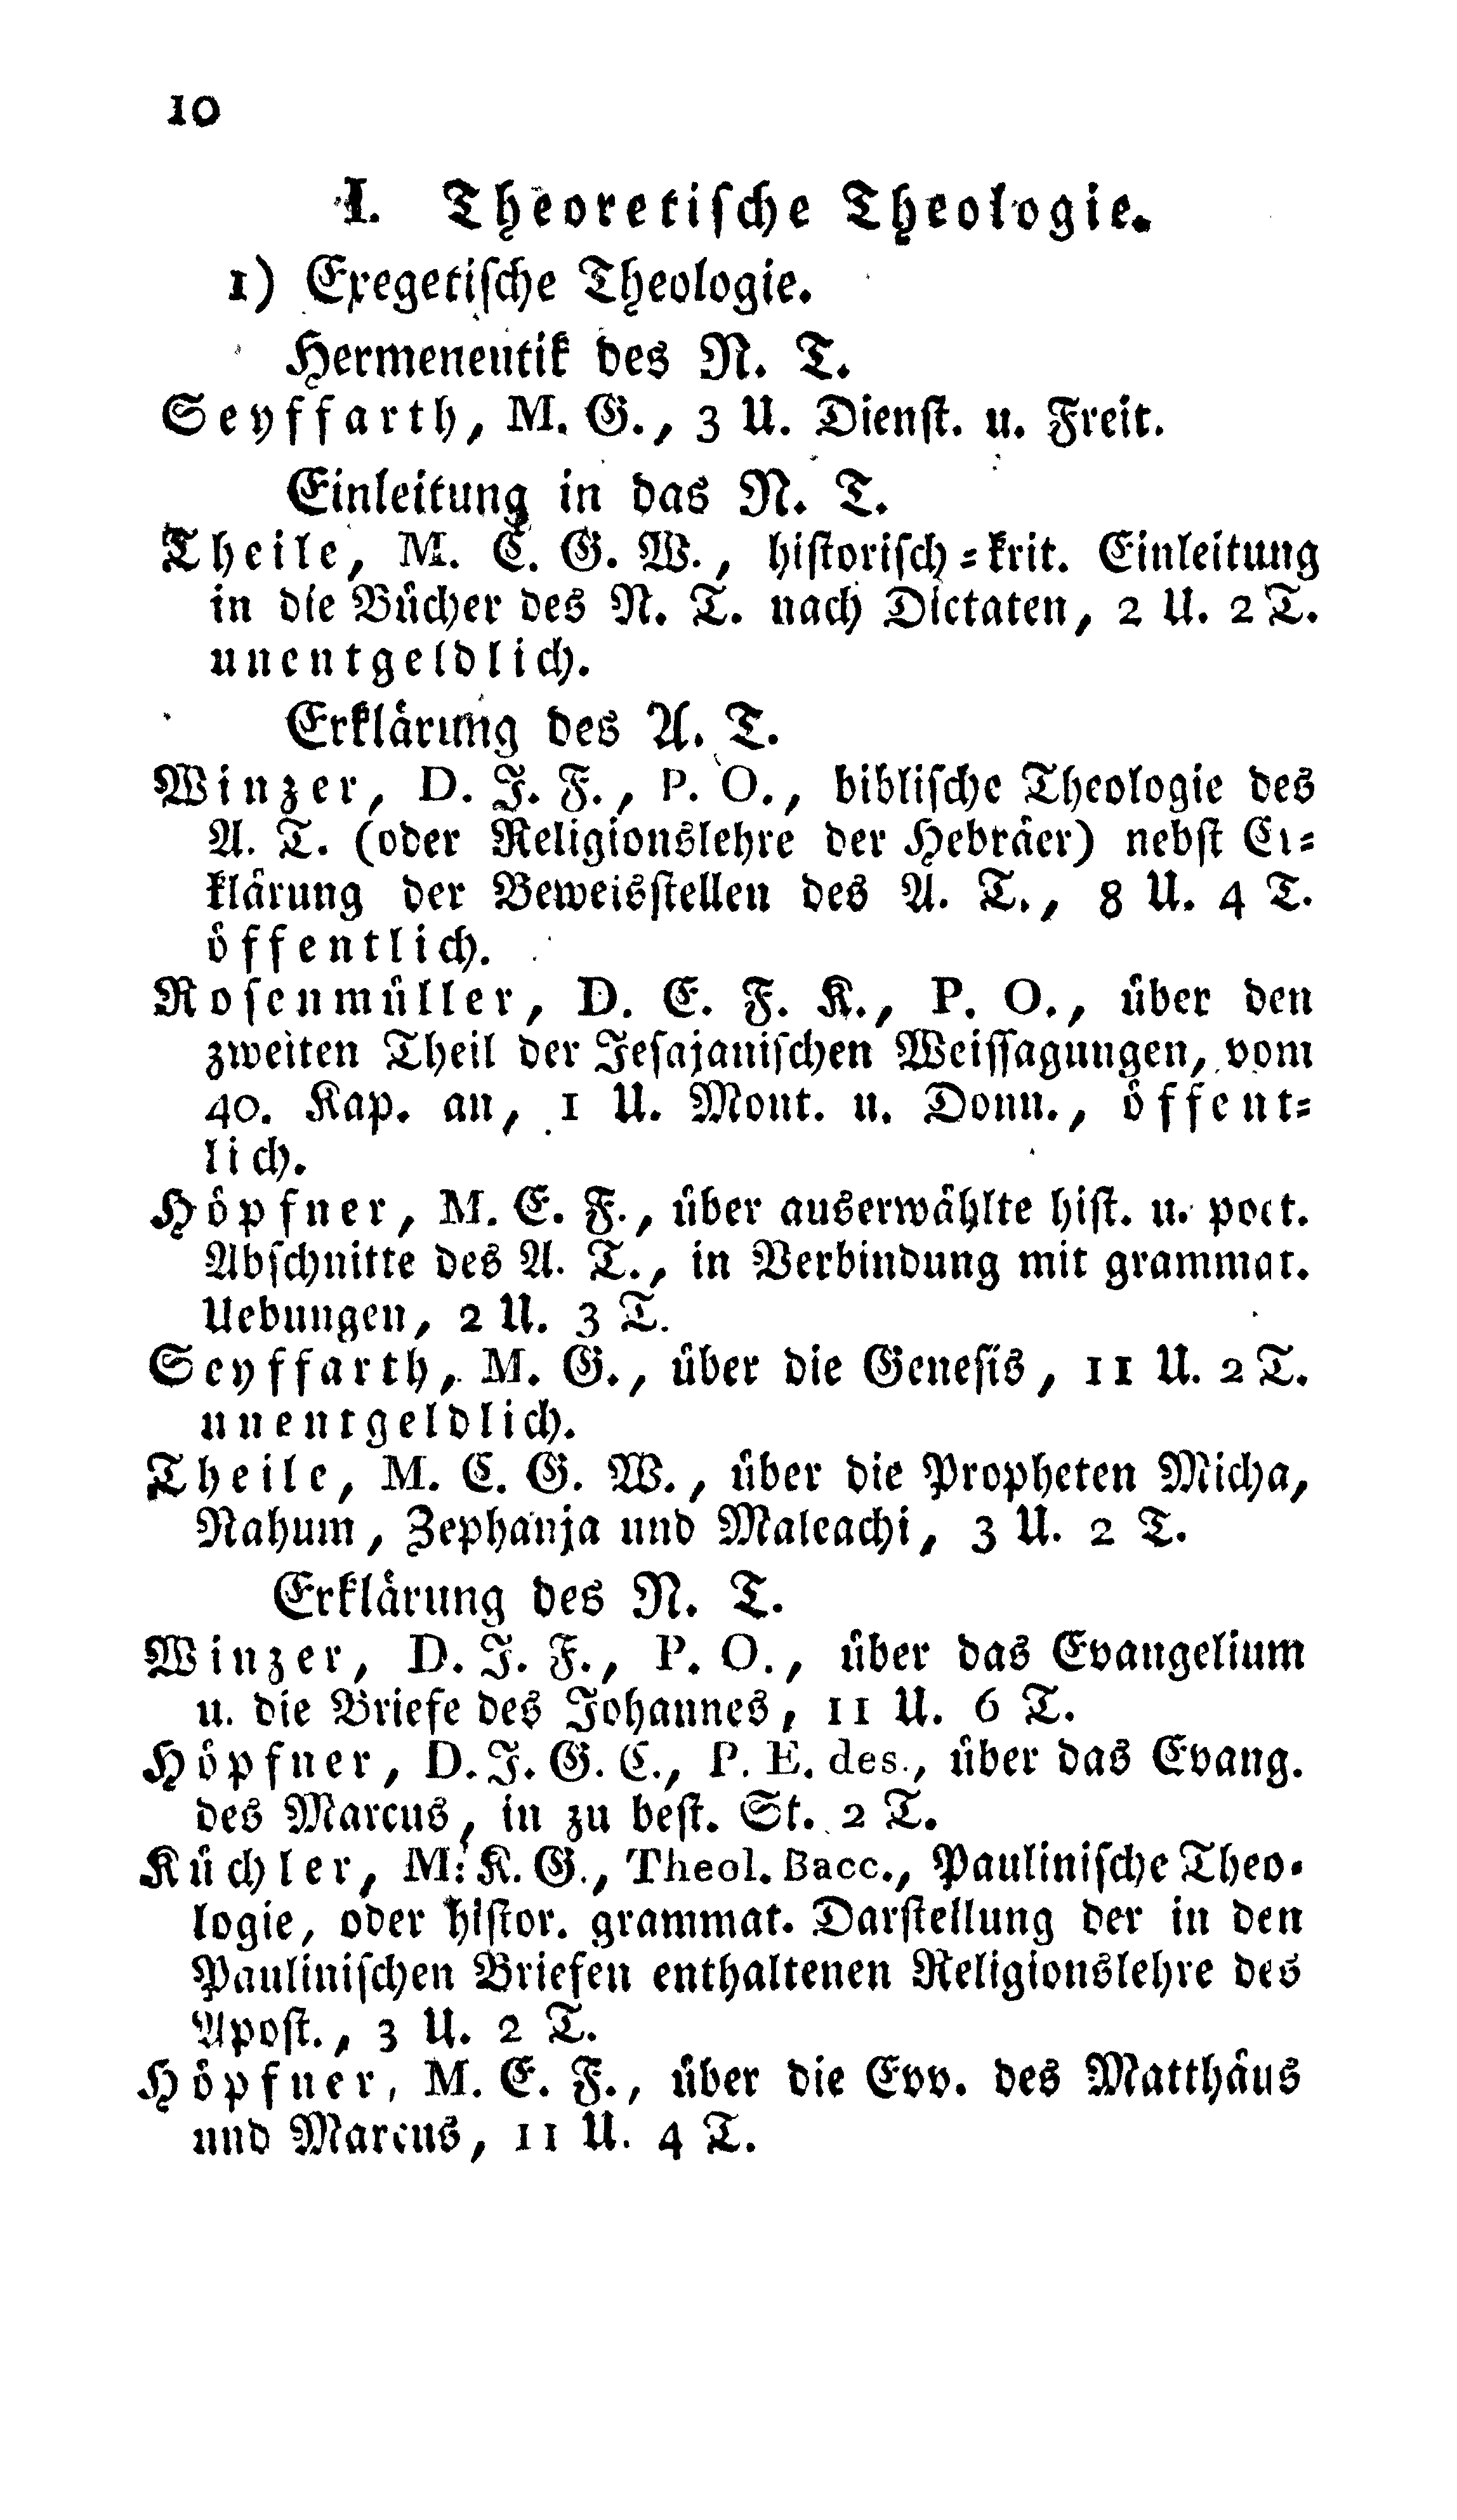 10
I. Theoretische Theologie.
1) Exegetische Theologie.
Hermeneutik des N. T.
Seyffarth, M. G., 3 U. Dienst. u. Freit.
Einleitung in das N. T.
Theile, M. C. G. W., historisch-krit. Einleitung
in die Bücher des N. T. nach Dictaten, 2 U. 2 T.
unentgeldlich.
Erklärung des A. T.
Winzer, D. J. F., P. O., biblische Theologie des
A. T. (oder Religionslehre der Hebräer) nebst Er-
klärung der Beweisstellen des A. T., 8 U. 4 T.
öffentlich.
Rosenmüller, D. E. F. K., P. O., über den
zweiten Theil der Jesajanischen Weissagungen, vom
40. Kap. an, 1 U. Mont. u. Donn., öffent-
lich.
Höpfner, M. E. F., über auserwählte hist. u. poet.
Abschnitte des A. T., in Verbindung mit grammat.
Uebungen, 2 U. 3 T.
Seyffarth, M. G., über die Genesis, 11 U. 2 T.
unentgeldlich.
Theile, M. C. G. W., über die Propheten Micha,
Nahum, Zephanja und Maleachi, 3 U. 2 T.
Erklärung des N. T.
Winzer, D. J. F., P. O., über das Evangelium
u. die Briefe des Johannes, 11 U. 6 T.
Höpfner, D. J. G. C., P. E. des., über das Evang.
des Marcus, in zu best. St. 2 T.
Küchler, M. K. G., Theol. Bacc., Paulinische Theo-
logie, oder histor. grammat. Darstellung der in den
Paulinischen Briefen enthaltenen Religionslehre des
Apost., 3 U. 2 T.
Höpfner, M. E. F., über die Evv. des Matthäus
und Marcus, 11 U. 4 T.